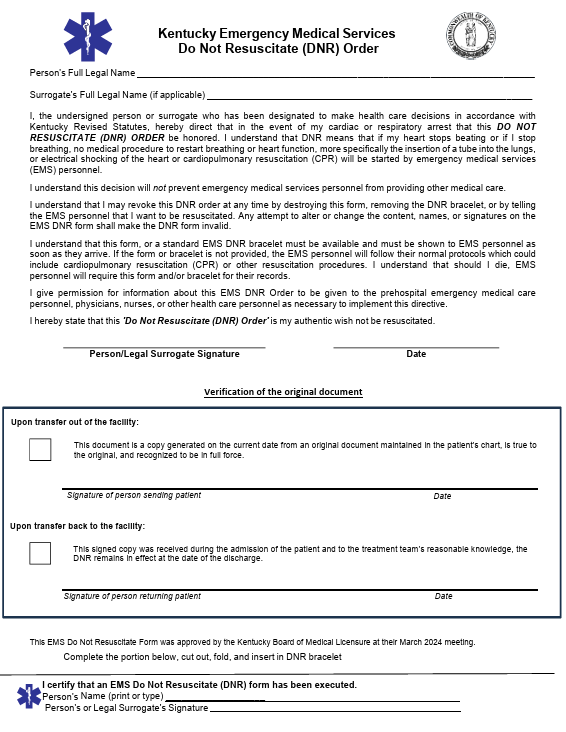 Kentucky Emergency Medical Services
Do Not Resuscitate (DNR) Order
Person's Full Legal Name
Surrogate's Full Legal Name (if applicable)
I, the undersigned person or surrogate who has been designated to make health care decisions in accordance with
Kentucky Revised Statutes, hereby direct that in the event of my cardiac or respiratory arrest that this DO NOT
RESUSCITATE (DNR) ORDER be honored. I understand that DNR means that if my heart stops beating or if I stop
breathing, no medical procedure to restart breathing or heart function, more specifically the insertion of a tube into the lungs,
or electrical shocking of the heart or cardiopulmonary resuscitation (CPR) will be started by emergency medical services
(EMS) personnel.
I understand this decision will not prevent emergency medical services personnel from providing other medical care.
I understand that I may revoke this DNR order at any time by destroying this form, removing the DNR bracelet, or by telling
the EMS personnel that I want to be resuscitated. Any attempt to alter or change the content, names, or signatures on the
EMS DNR form shall make the DNR form invalid.
I understand that this form, or a standard EMS DNR bracelet must be available and must be shown to EMS personnel as
soon as they arrive. If the form or bracelet is not provided, the EMS personnel will follow their normal protocols which could
include cardiopulmonary resuscitation (CPR) or other resuscitation procedures. I understand that should I die, EMS
personnel will require this form and/or bracelet for their records.
I give permission for information about this EMS DNR Order to be given to the prehospital emergency medical care
personnel, physicians, nurses, or other health care personnel as necessary to implement this directive.
I hereby state that this 'Do Not Resuscitate (DNR) Order' is my authentic wish not be resuscitated.
Person/Legal Surrogate Signature Date
Verification of the original document
Upon transfer out of the facility:
This document is a copy generated on the current date from an original document maintained in the patient's chart, is true to
the original, and recognized to be in full force.
Signature of person sending patient Date
Upon transfer back to the facility:
This signed copy was received during the admission of the patient and to the treatment team's reasonable knowledge, the
DNR remains in effect at the date of the discharge.
Signature of person returning patient Date
This EMS Do Not Resuscitate Form was approved by the Kentucky Board of Medical Licensure at their March 2024 meeting.
Complete the portion below, cut out, fold, and insert in DNR bracelet
I certify that an EMS Do Not Resuscitate (DNR) form has been executed.
Person's Name (print or type)
Person's or Legal Surrogate's Signature